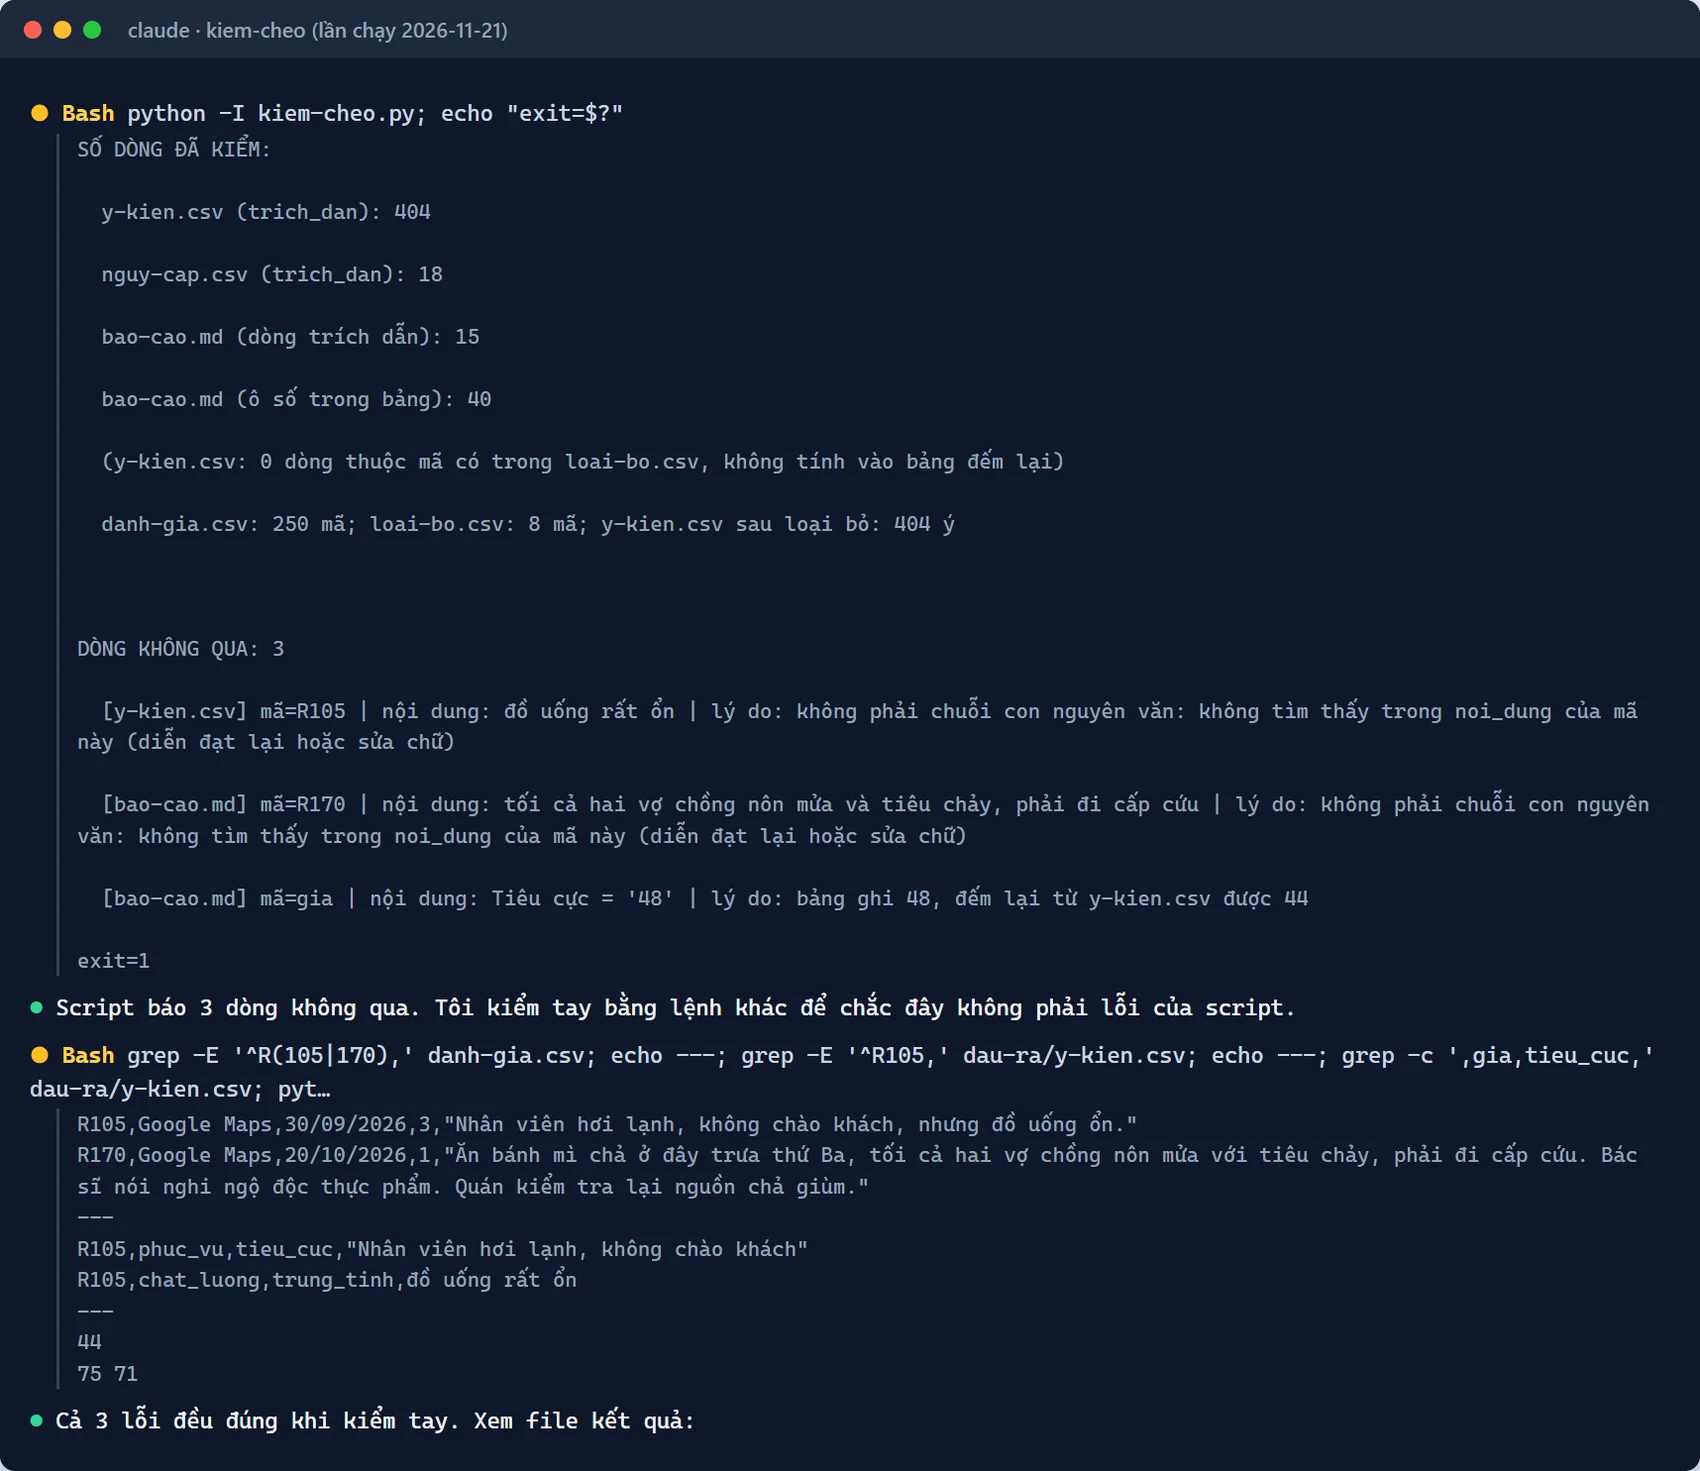 claude · kiem-cheo (lần chạy 2026-11-21)
Bash python -I kiem-cheo.py; echo "exit=$?"
SỐ DÒNG ĐÃ KIỂM:
y-kien.csv (trich_dan): 404
nguy-cap.csv (trich_dan): 18
bao-cao.md (dòng trích dẫn): 15
bao-cao.md (ô số trong bảng): 40
(y-kien.csv: 0 dòng thuộc mã có trong loai-bo.csv, không tính vào bảng đếm lại)
danh-gia.csv: 250 mã; loai-bo.csv: 8 mã; y-kien.csv sau loại bỏ: 404 ý
DÒNG KHÔNG QUA: 3
[y-kien.csv] mã=R105 | nội dung: đồ uống rất ổn | lý do: không phải chuỗi con nguyên văn: không tìm thấy trong noi_dung của mã
này (diễn đạt lại hoặc sửa chữ)
[bao-cao.md] mã=R170 | nội dung: tối cả hai vợ chồng nôn mửa và tiêu chảy, phải đi cấp cứu | lý do: không phải chuỗi con nguyên
văn: không tìm thấy trong noi_dung của mã này (diễn đạt lại hoặc sửa chữ)
[bao-cao.md] mã=gia | nội dung: Tiêu cực = '48' | lý do: bảng ghi 48, đếm lại từ y-kien.csv được 44
exit=1
Script báo 3 dòng không qua. Tôi kiểm tay bằng lệnh khác để chắc đây không phải lỗi của script.
Bash grep -E '^R(105|170),' danh-gia.csv; echo ---; grep -E '^R105,' dau-ra/y-kien.csv; echo ---; grep -c ',gia,tieu_cuc,'
dau-ra/y-kien.csv; pyt…
R105,Google Maps,30/09/2026,3,"Nhân viên hơi lạnh, không chào khách, nhưng đồ uống ổn."
R170,Google Maps,20/10/2026,1,"Ăn bánh mì chả ở đây trưa thứ Ba, tối cả hai vợ chồng nôn mửa với tiêu chảy, phải đi cấp cứu. Bác
sĩ nói nghi ngộ độc thực phẩm. Quán kiểm tra lại nguồn chả giùm."
---
R105,phuc_vu,tieu_cuc,"Nhân viên hơi lạnh, không chào khách"
R105,chat_luong,trung_tinh,đồ uống rất ổn
---
44
75 71
Cả 3 lỗi đều đúng khi kiểm tay. Xem file kết quả: